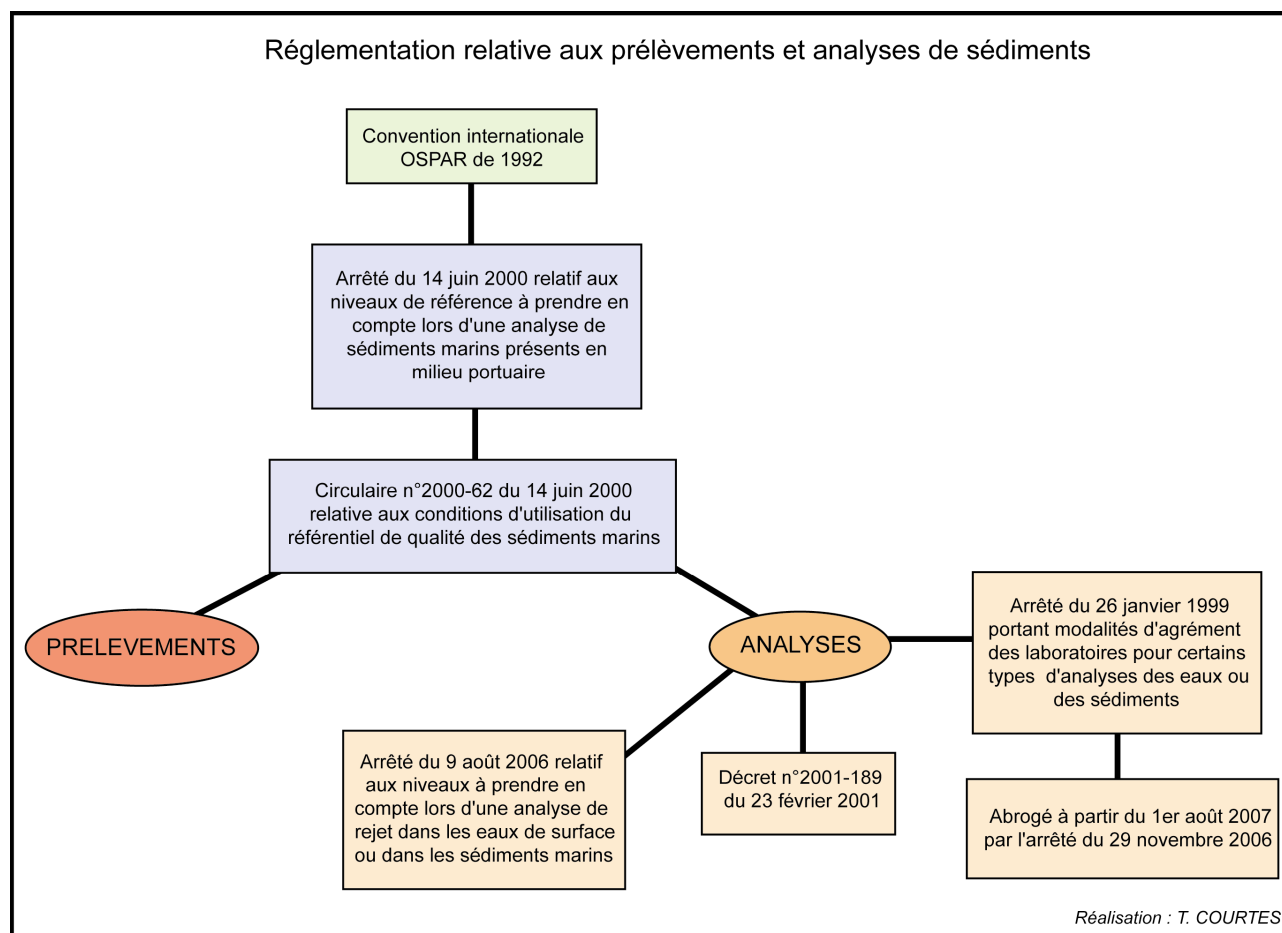 Réglementation relative aux prélèvements et analyses de sédiments
Convention internationale
OSPAR de 1992
Arrêté du 14 juin 2000 relatif aux
niveaux de référence à prendre en
compte lors d'une analyse de
sédiments marins présents en
milieu portuaire
Circulaire n°2000-62 du 14 juin 2000
relative aux conditions d'utilisation du
référentiel de qualité des sédiments marins
PRELEVEMENTS
ANALYSES
Arrêté du 26 janvier 1999
portant modalités d'agrément
des laboratoires pour certains
types d'analyses des eaux ou
des sédiments
Arrêté du 9 août 2006 relatif
aux niveaux à prendre en
compte lors d'une analyse de
rejet dans les eaux de surface
ou dans les sédiments marins
Décret n°2001-189
du 23 février 2001
Abrogé à partir du 1er août 2007
par l'arrêté du 29 novembre 2006
Réalisation : T. COURTES